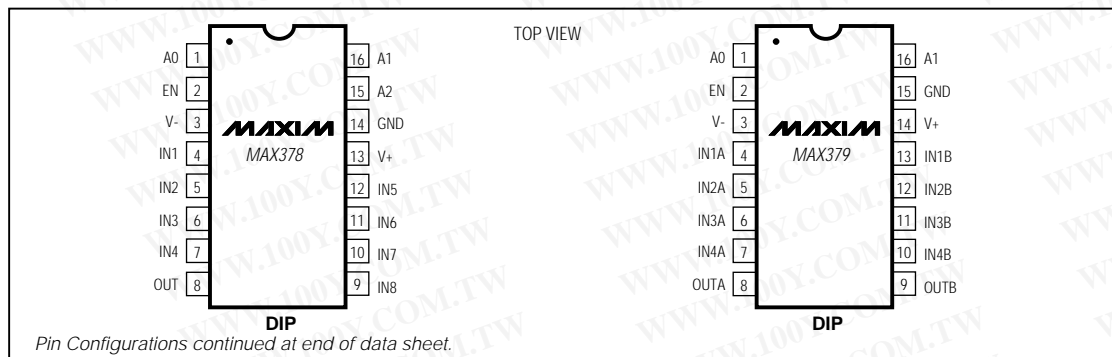 TOP VIEW
A0 1
EN 2
V- 3
IN1 4
IN2 5
IN3 6
IN4 7
OUT 8
16 A1
15 A2
14 GND
13 V+
12 IN5
11 IN6
10 IN7
9 IN8
MAXIM
MAX378
DIP
A0 1
EN 2
V- 3
IN1A 4
IN2A 5
IN3A 6
IN4A 7
OUTA 8
16 A1
15 GND
14 V+
13 IN1B
12 IN2B
11 IN3B
10 IN4B
9 OUTB
MAXIM
MAX379
DIP
Pin Configurations continued at end of data sheet.
WWW.100Y.COM.TW